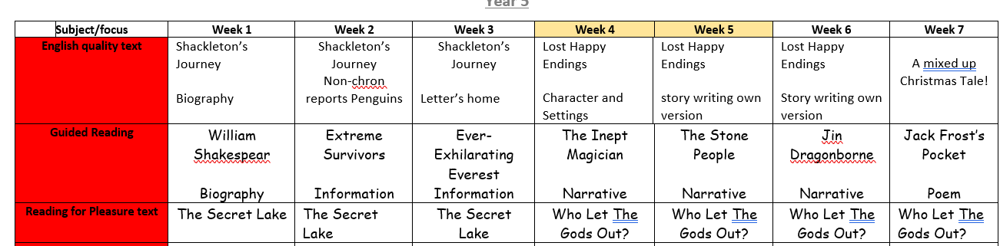 Year 5
Subject/focus Week 1 Week 2 Week 3 Week 4 Week 5 Week 6 Week 7
English quality text
Shackleton's
Journey
Biography
Shackleton's
Journey
Non-chron
reports Penguins
Shackleton's
Journey
Letter's home
Lost Happy
Endings
Character and
Settings
Lost Happy
Endings
story writing own
version
Lost Happy
Endings
Story writing own
version
A mixed up
Christmas Tale!
Guided Reading
William
Shakespear
Biography
Extreme
Survivors
Information
Ever-
Exhilarating
Everest
Information
The Inept
Magician
Narrative
The Stone
People
Narrative
Jin
Dragonborne
Narrative
Jack Frost's
Pocket
Poem
Reading for Pleasure text
The Secret Lake
The Secret
Lake
The Secret
Lake
Who Let The
Gods Out?
Who Let The
Gods Out?
Who Let The
Gods Out?
Who Let The
Gods Out?